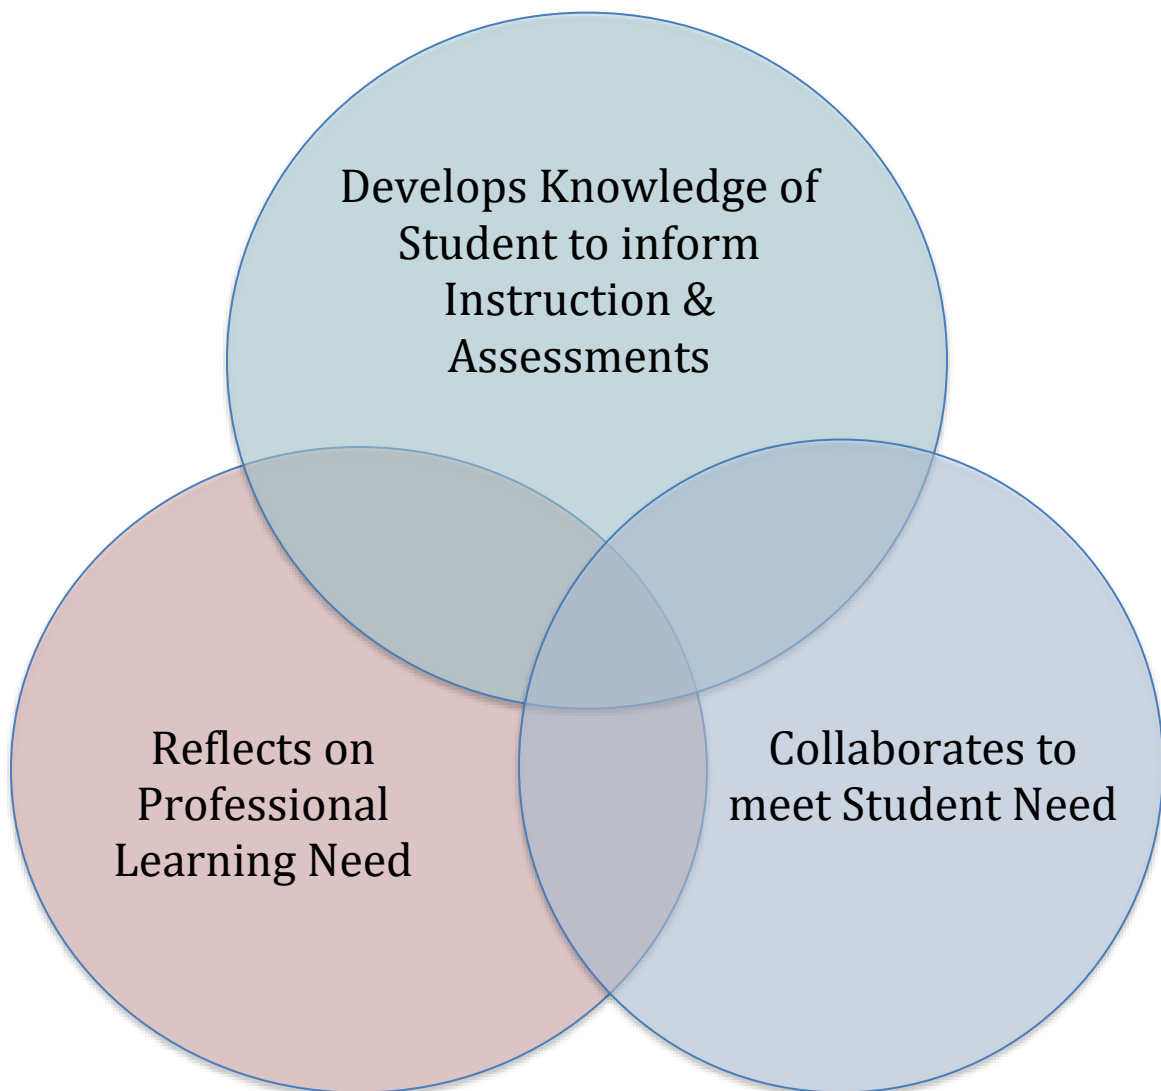 Develops Knowledge of
Student to inform
Instruction &
Assessments
Reflects on
Professional
Learning Need
Collaborates to
meet Student Need